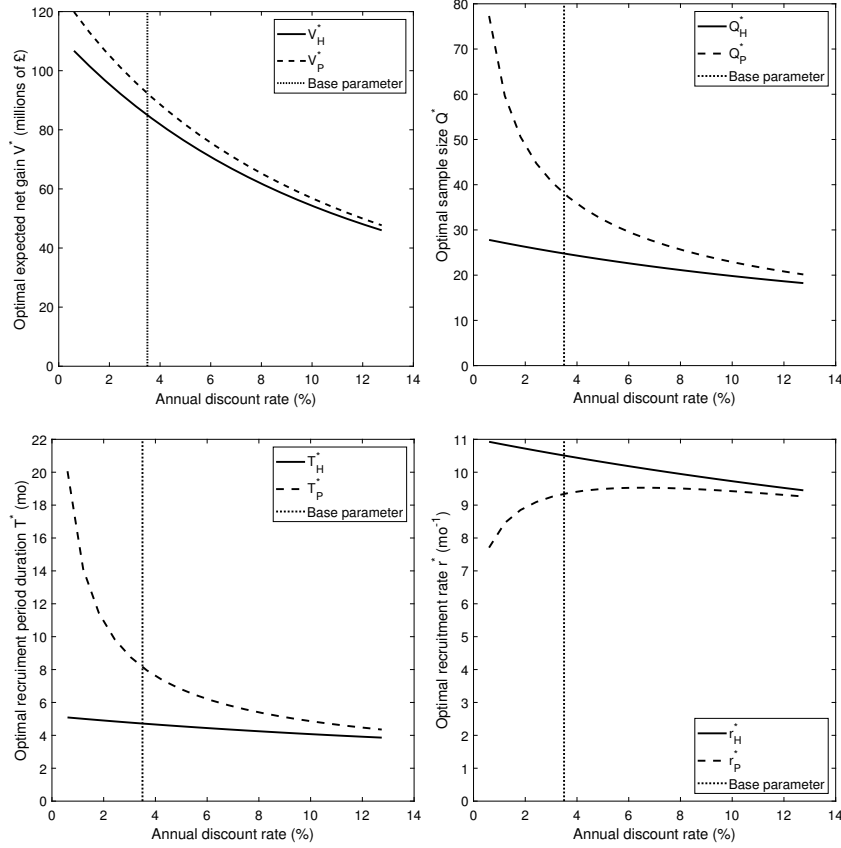 Optimal expected net gain V* (millions of £)
120
100
80
60
40
20
0
0 2 4 6 8 10 12 14
Annual discount rate (%)
V*H
V*P
Base parameter
Optimal sample size Q*
80
70
60
50
40
30
20
10
0
0 2 4 6 8 10 12 14
Annual discount rate (%)
Q*H
Q*P
Base parameter
Optimal recruiment period duration T* (mo)
22
20
18
16
14
12
10
8
6
4
2
0
0 2 4 6 8 10 12 14
Annual discount rate (%)
T*H
T*P
Base parameter
Optimal recruitment rate r* (mo-1)
11
10
9
8
7
6
5
4
3
2
1
0
0 2 4 6 8 10 12 14
Annual discount rate (%)
r*H
r*P
Base parameter